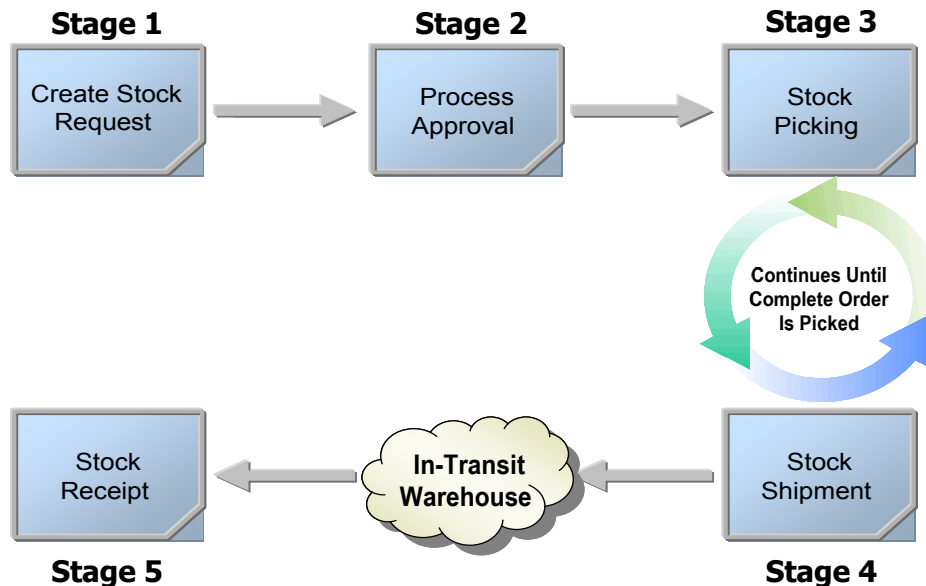 Stage 1
Stage 2
Stage 3
Create Stock
Request
Process
Approval
Stock
Picking
Continues Until
Complete Order
Is Picked
Stock
Receipt
In-Transit
Warehouse
Stock
Shipment
Stage 5
Stage 4